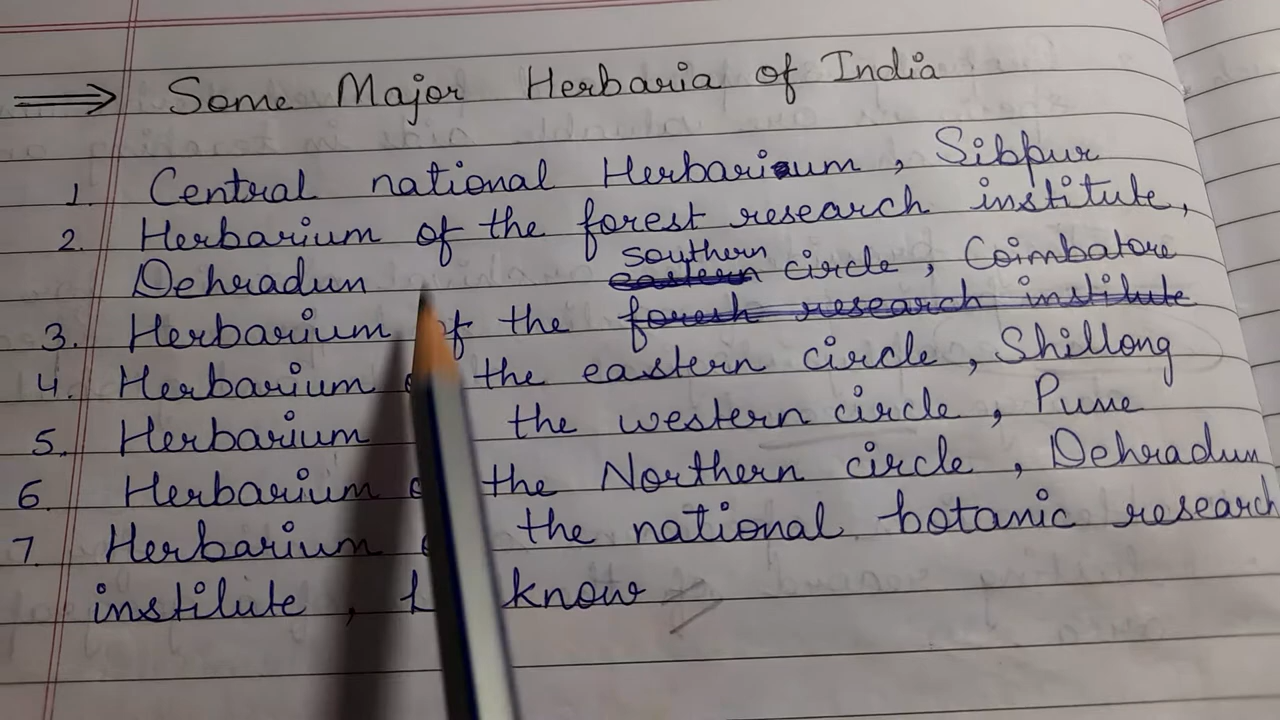 ⇒ Some Major Herbaria of India
1. Central national Herbarium, Sibpur
2. Herbarium of the forest research institute,
Dehradun
southern
eastern circle, Coimbatore
3. Herbarium of the foresh research institute
4. Herbarium the eastern circle, Shillong
5. Herbarium the western circle, Pune
6. Herbarium the Northern circle, Dehradun
7 Herbarium the national botanic research
institute, know